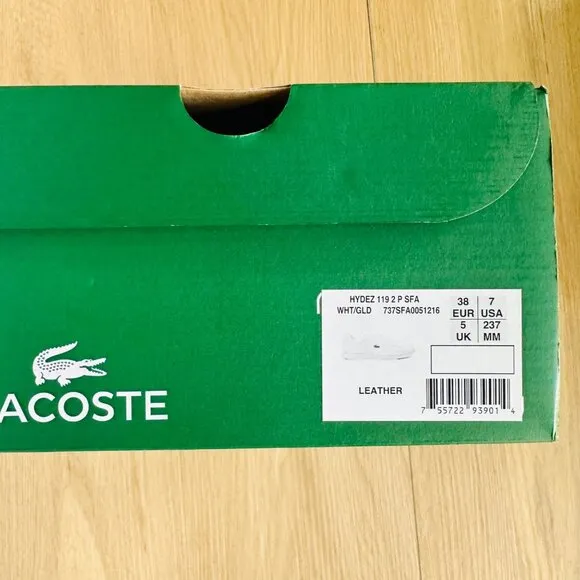 ACOSTE
HYDEZ 119 2 P SFA
WHT/GLD 737SFA0051216
38 7
EUR USA
5 237
UK MM
LEATHER
7 55722 93901 4